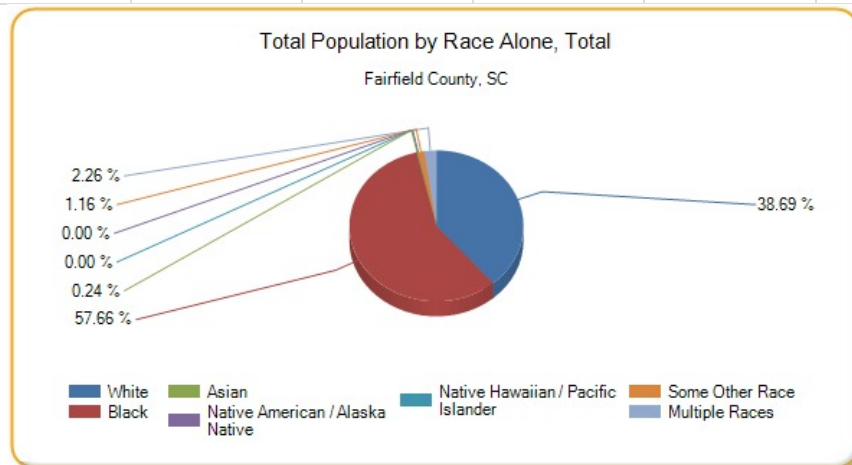 Total Population by Race Alone, Total
Fairfield County, SC
2.26 %
1.16 %
0.00 %
0.00 %
0.24 %
57.66 %
38.69 %
White
Black
Asian
Native American / Alaska
Native
Native Hawaiian / Pacific
Islander
Some Other Race
Multiple Races